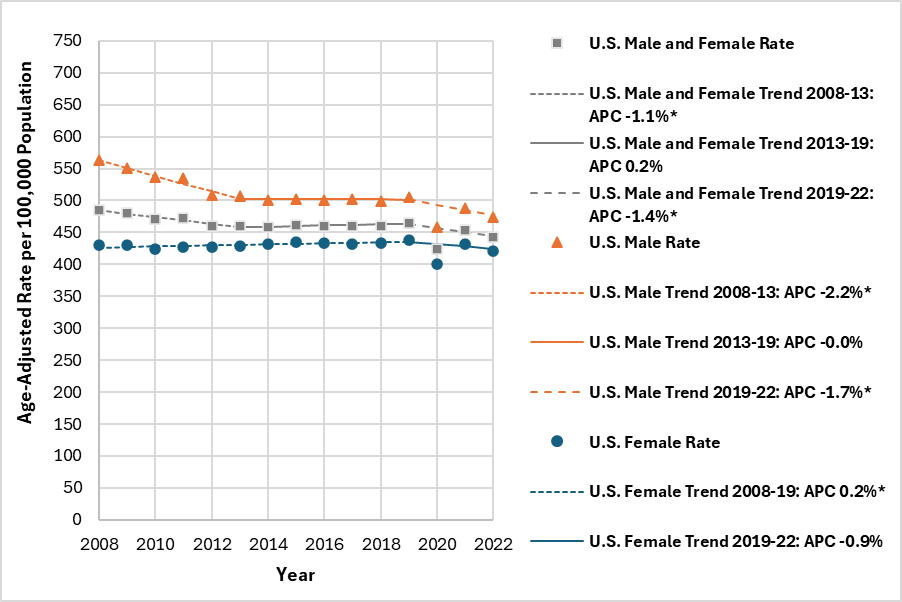 750
700
650
600
550
500
450
400
350
300
250
200
150
100
50
0
Age-Adjusted Rate per 100,000 Population
2008 2010 2012 2014 2016 2018 2020 2022
Year
U.S. Male and Female Rate
U.S. Male and Female Trend 2008-13:
APC -1.1%*
U.S. Male and Female Trend 2013-19:
APC 0.2%
U.S. Male and Female Trend 2019-22:
APC -1.4%*
U.S. Male Rate
U.S. Male Trend 2008-13: APC -2.2%*
U.S. Male Trend 2013-19: APC -0.0%
U.S. Male Trend 2019-22: APC -1.7%*
U.S. Female Rate
U.S. Female Trend 2008-19: APC 0.2%*
U.S. Female Trend 2019-22: APC -0.9%